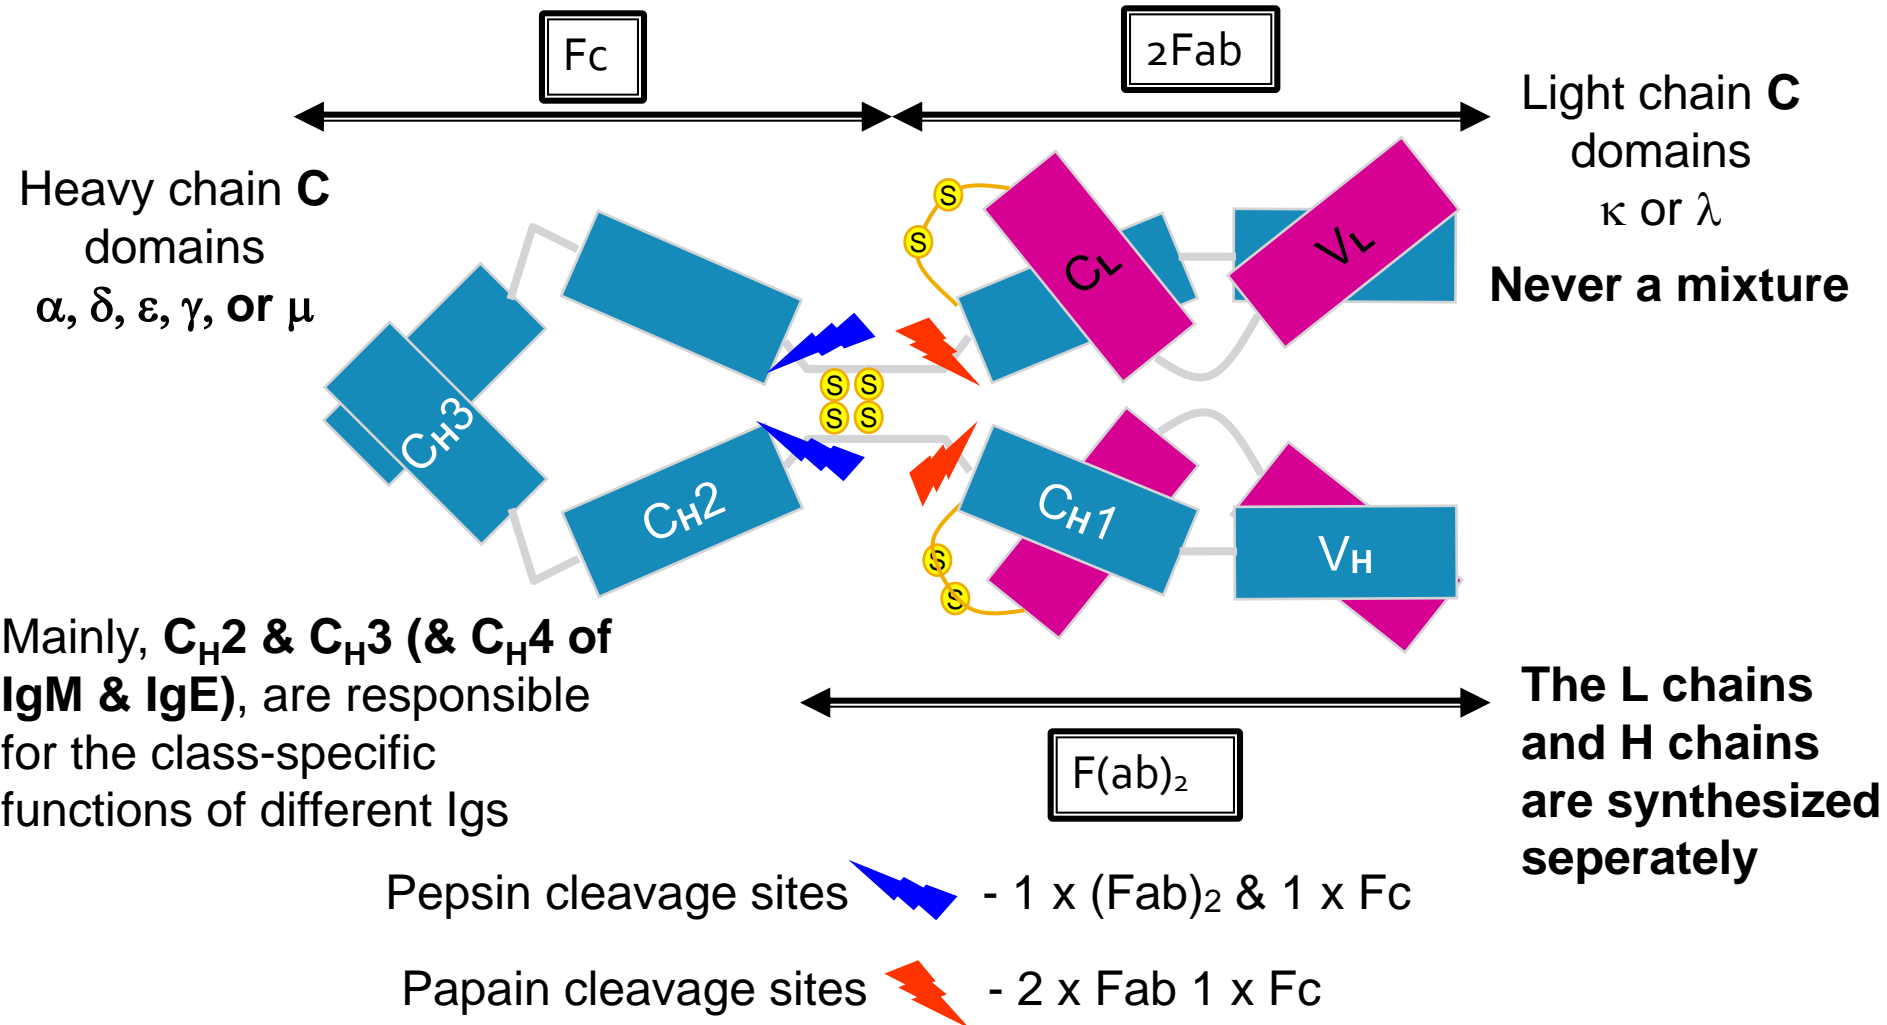 Fc
2Fab
Light chain C
domains
κ or λ
Never a mixture
Heavy chain C
domains
α, δ, ε, γ, or μ
S
S
CL
VL
S S
S S
CH3
CH2
CH1
VH
S
S
Mainly, CH2 & CH3 (& CH4 of
IgM & IgE), are responsible
for the class-specific
functions of different Igs
F(ab)₂
The L chains
and H chains
are synthesized
seperately
Pepsin cleavage sites - 1 x (Fab)₂ & 1 x Fc
Papain cleavage sites - 2 x Fab 1 x Fc